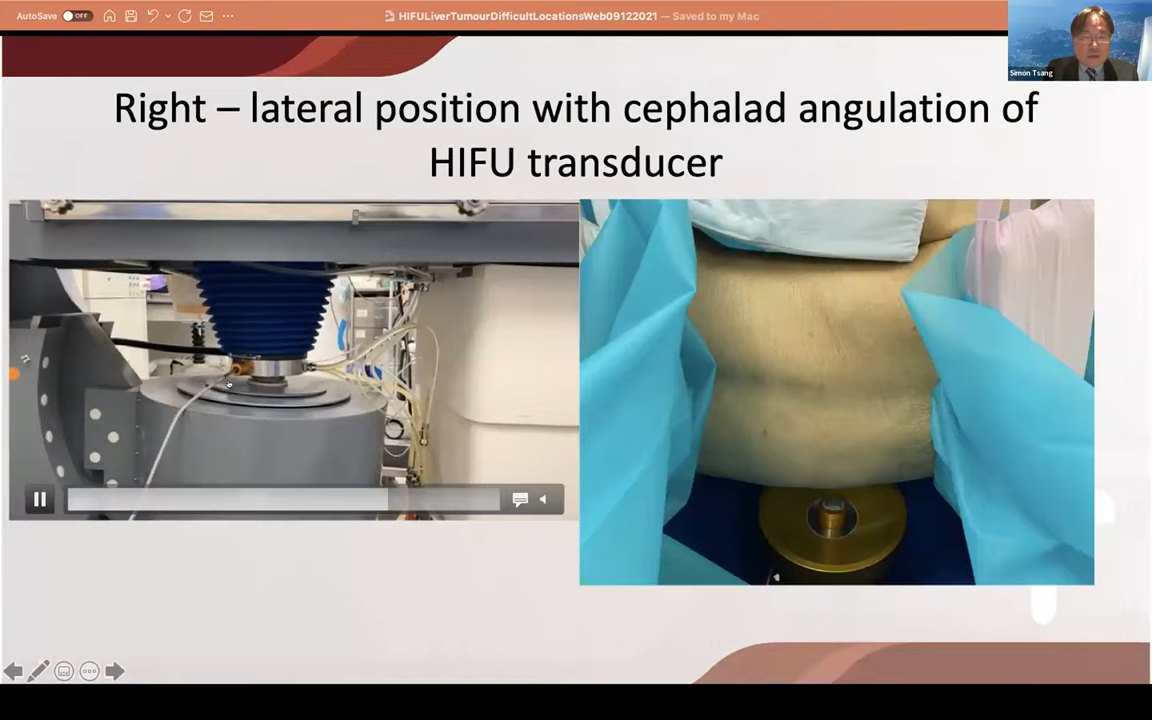 AutoSave OFF
HIFULiverTumourDifficultLocationsWeb09122021 — Saved to my Mac
Simon Tsang
Right – lateral position with cephalad angulation of
HIFU transducer